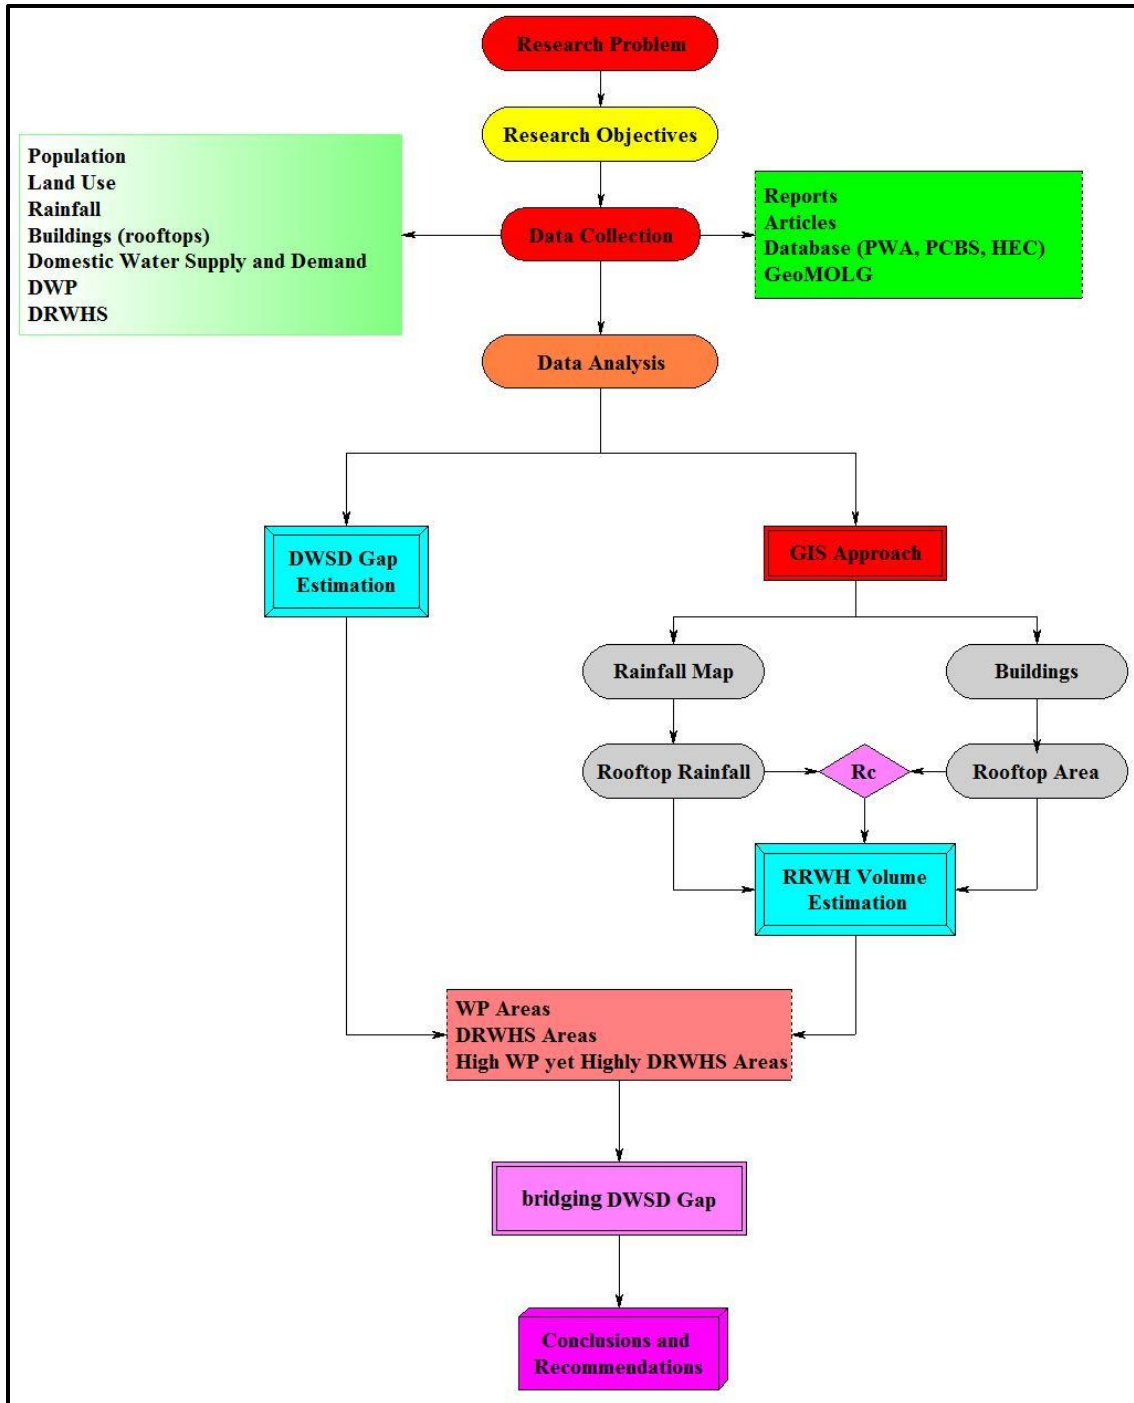 Research Problem
Research Objectives
Population
Land Use
Rainfall
Buildings (rooftops)
Domestic Water Supply and Demand
DWP
DRWHS
Data Collection
Reports
Articles
Database (PWA, PCBS, HEC)
GeoMOLG
Data Analysis
DWSD Gap
Estimation
GIS Approach
Rainfall Map
Buildings
Rooftop Rainfall
Rc
Rooftop Area
RRWH Volume
Estimation
WP Areas
DRWHS Areas
High WP yet Highly DRWHS Areas
bridging DWSD Gap
Conclusions and
Recommendations